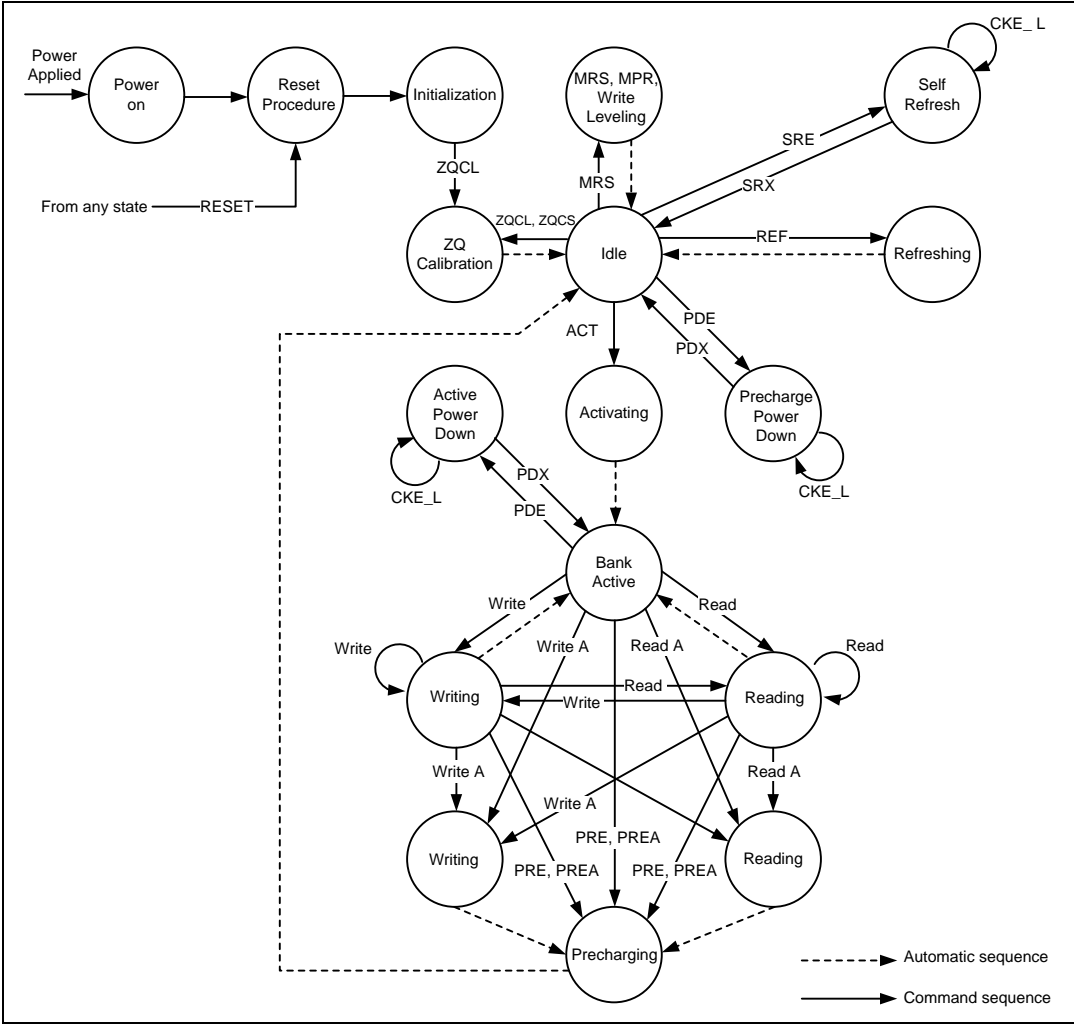 CKE_ L
Power
Applied
Power
on
Reset
Procedure
Initialization
MRS, MPR,
Write
Leveling
Self
Refresh
SRE
ZQCL
MRS
SRX
From any state
RESET
ZQCL, ZQCS
ZQ
Calibration
Idle
REF
Refreshing
ACT
PDE
PDX
Active
Power
Down
Activating
Precharge
Power
Down
PDX
CKE_L
CKE_L
PDE
Bank
Active
Write
Read
Write A
Read A
Write
Read
Writing
Read
Write
Reading
Write A
Read A
Write A
PRE, PREA
Writing
Reading
PRE, PREA
PRE, PREA
Precharging
Automatic sequence
Command sequence